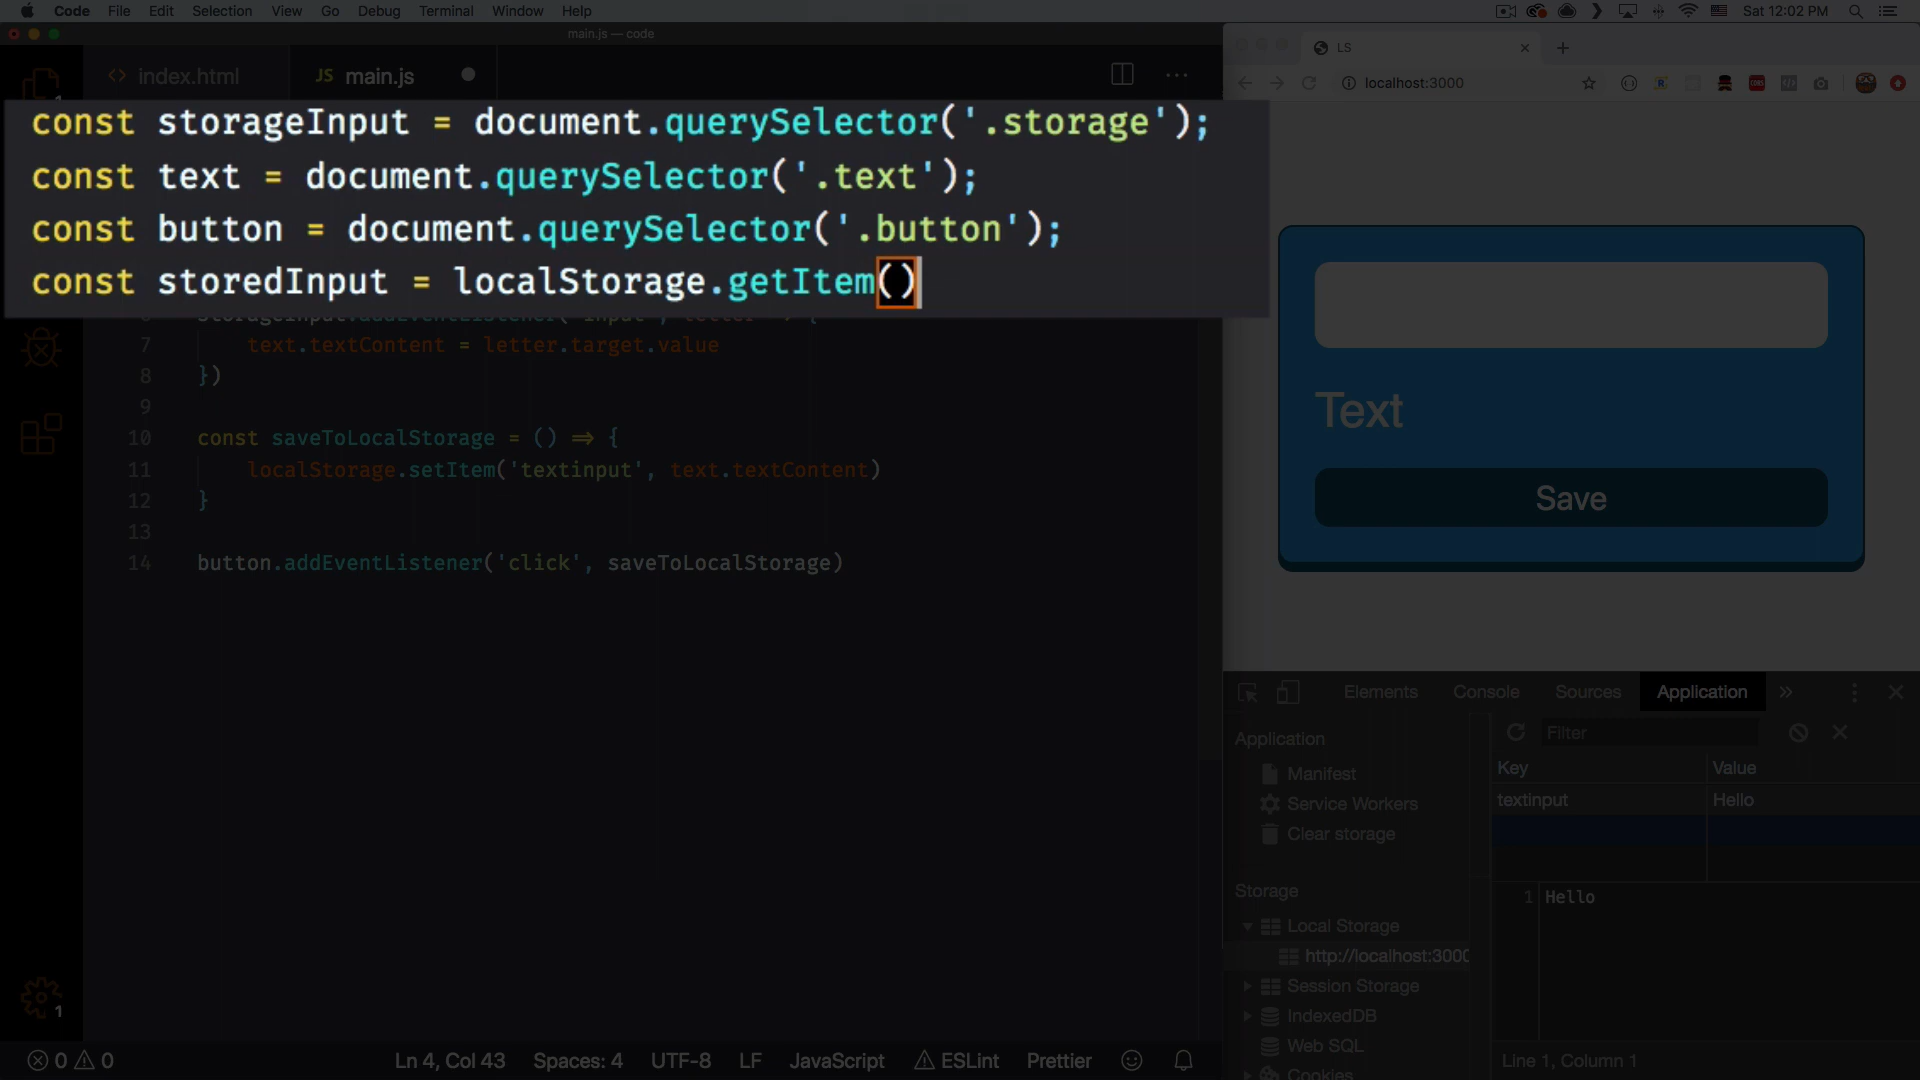 Code File Edit Selection View Go Debug Terminal Window Help Sat 12:02 PM
main.js — code
index.html
JS main.js
LS
localhost:3000
const storageInput = document.querySelector('.storage');
const text = document.querySelector('.text');
const button = document.querySelector('.button');
const storedInput = localStorage.getItem()
7 text.textContent = letter.target.value
8 })
9
10 const saveToLocalStorage = () => {
11 localStorage.setItem('textinput', text.textContent)
12 }
13
14 button.addEventListener('click', saveToLocalStorage)
1
0 0 Ln 4, Col 43 Spaces: 4 UTF-8 LF JavaScript ESLint Prettier
Text
Save
Elements Console Sources Application
Application
Manifest
Service Workers
Clear storage
Storage
Local Storage
http://localhost:3000
Session Storage
IndexedDB
Web SQL
Cookies
Filter
Key Value
textinput Hello
1 Hello
Line 1, Column 1